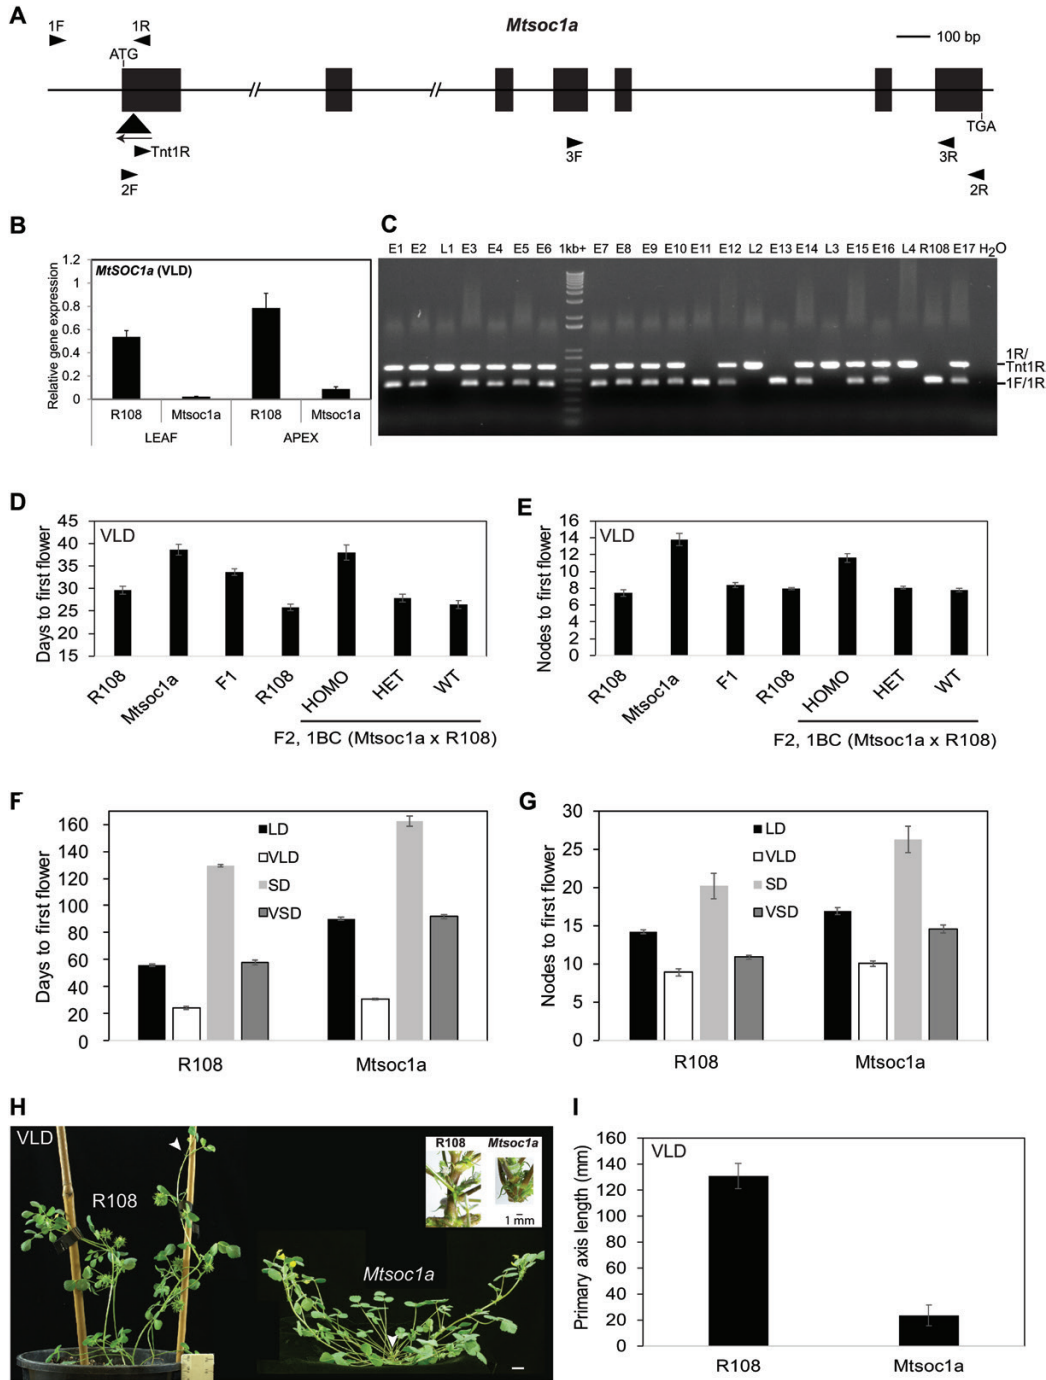 A
Mtsoc1a
1F 1R
100 bp
ATG
TGA
Tnt1R
3F 3R
2F 2R
B
MtSOC1a (VLD)
Relative gene expression
1.2
1
0.8
0.6
0.4
0.2
0
R108 Mtsoc1a R108 Mtsoc1a
LEAF APEX
C
E1 E2 L1 E3 E4 E5 E6 1kb+ E7 E8 E9 E10 E11 E12 L2 E13 E14 L3 E15 E16 L4 R108 E17 H2O
1R/
Tnt1R
1F/1R
D
VLD
Days to first flower
45
40
35
30
25
20
15
R108 Mtsoc1a F1 R108 HOMO HET WT
F2, 1BC (Mtsoc1a x R108)
E
VLD
Nodes to first flower
16
14
12
10
8
6
4
2
0
R108 Mtsoc1a F1 R108 HOMO HET WT
F2, 1BC (Mtsoc1a x R108)
F
Days to first flower
160
140
120
100
80
60
40
20
0
LD
VLD
SD
VSD
R108 Mtsoc1a
G
Nodes to first flower
30
25
20
15
10
5
0
LD
VLD
SD
VSD
R108 Mtsoc1a
H
VLD
R108
Mtsoc1a
R108 Mtsoc1a
1 mm
I
VLD
Primary axis length (mm)
160
140
120
100
80
60
40
20
0
R108 Mtsoc1a